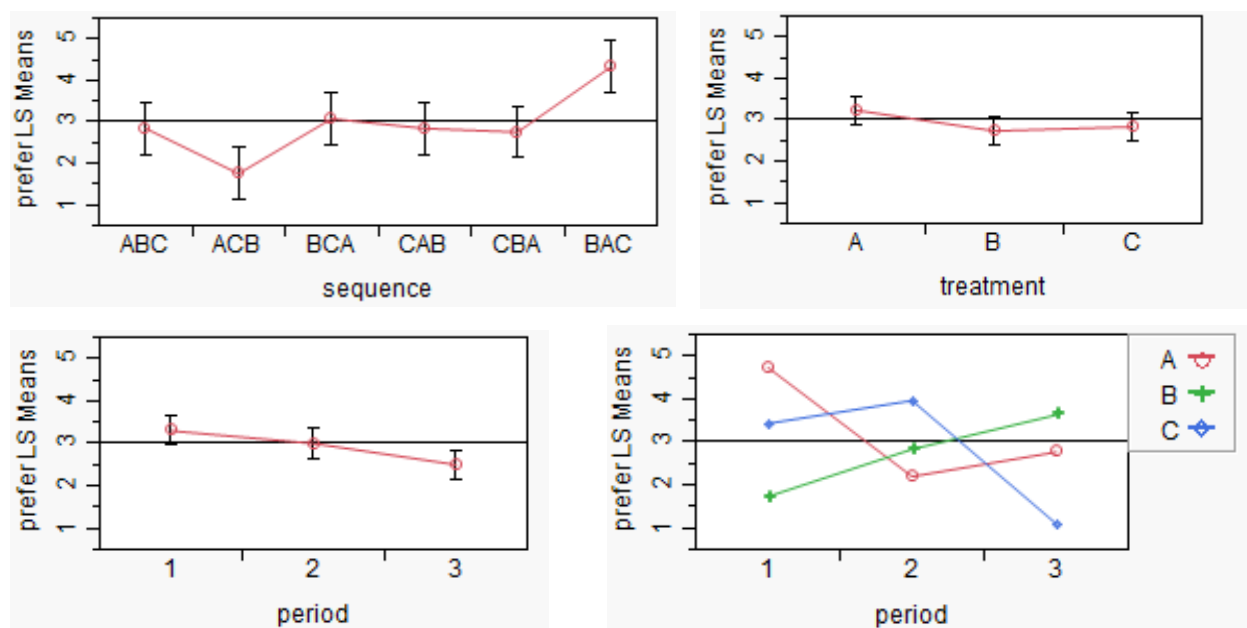 prefer LS Means
5
4
3
2
1
ABC ACB BCA CAB CBA BAC
sequence
prefer LS Means
5
4
3
2
1
A B C
treatment
prefer LS Means
5
4
3
2
1
1 2 3
period
prefer LS Means
5
4
3
2
1
1 2 3
period
A
B
C